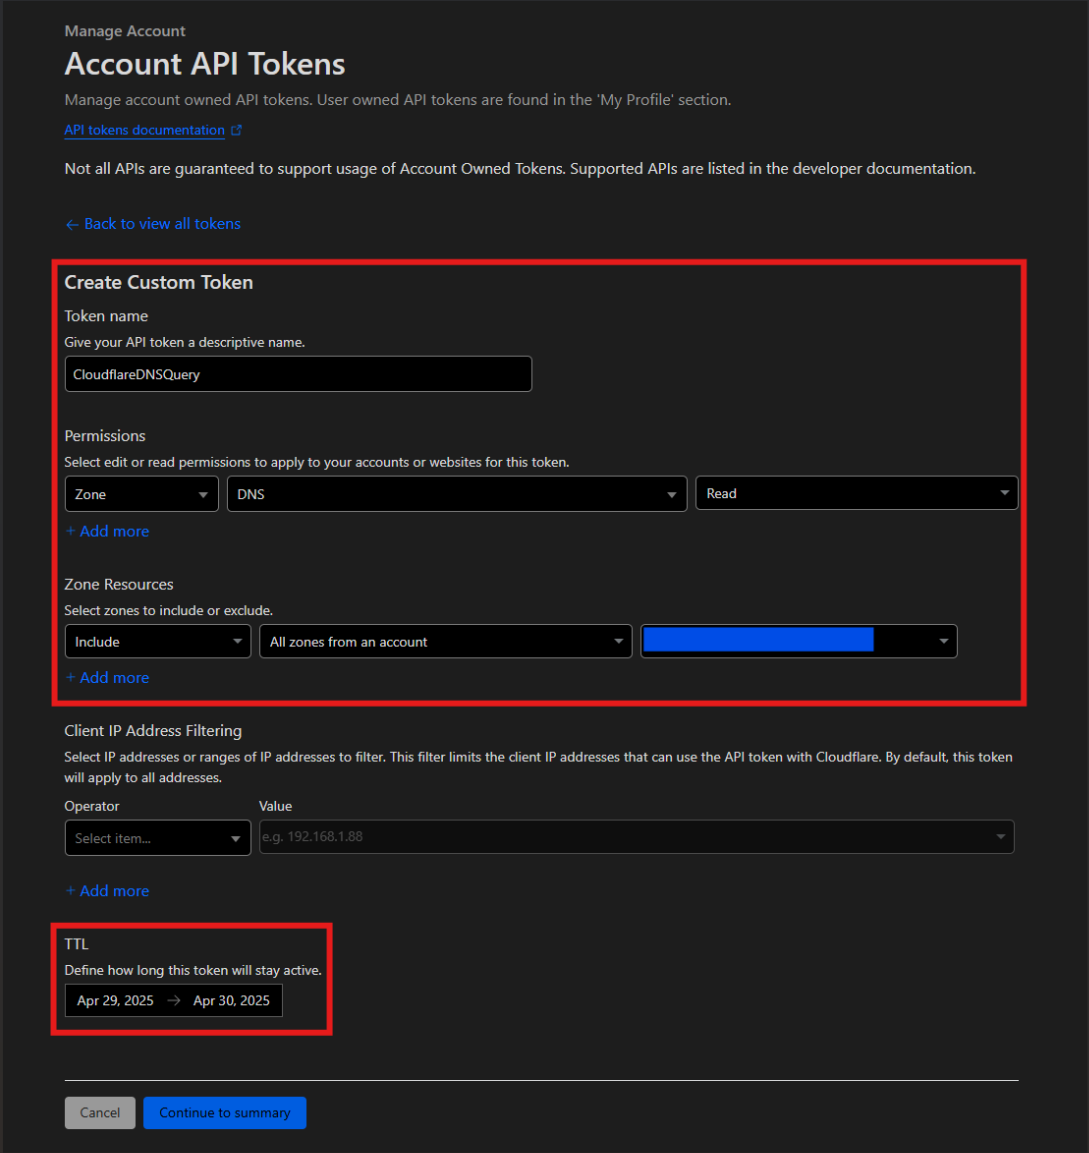 Manage Account
Account API Tokens
Manage account owned API tokens. User owned API tokens are found in the 'My Profile' section.
API tokens documentation
Not all APIs are guaranteed to support usage of Account Owned Tokens. Supported APIs are listed in the developer documentation.
← Back to view all tokens
Create Custom Token
Token name
Give your API token a descriptive name.
CloudflareDNSQuery
Permissions
Select edit or read permissions to apply to your accounts or websites for this token.
Zone DNS Read
+ Add more
Zone Resources
Select zones to include or exclude.
Include All zones from an account
+ Add more
Client IP Address Filtering
Select IP addresses or ranges of IP addresses to filter. This filter limits the client IP addresses that can use the API token with Cloudflare. By default, this token
will apply to all addresses.
Operator Value
Select item... e.g. 192.168.1.88
+ Add more
TTL
Define how long this token will stay active.
Apr 29, 2025 → Apr 30, 2025
Cancel Continue to summary